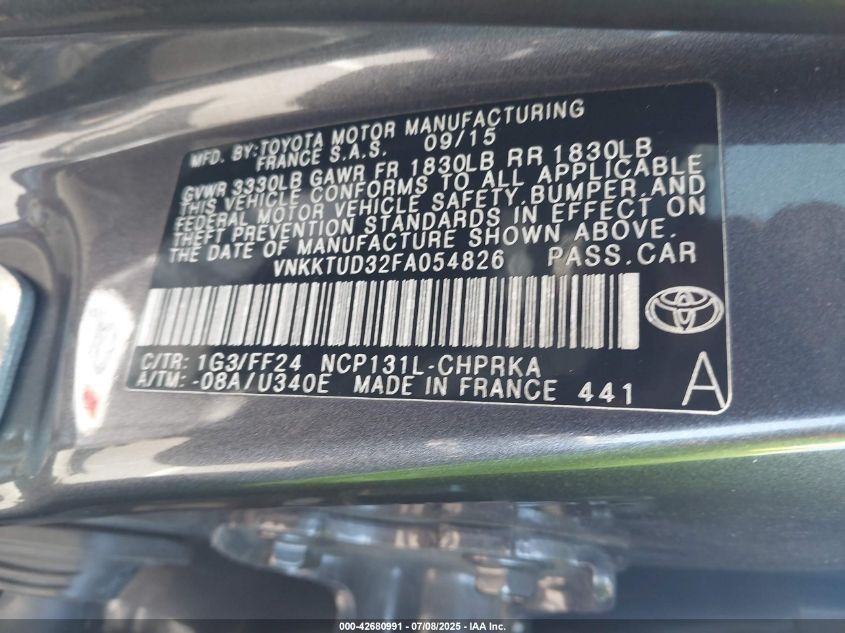 MFD. BY:TOYOTA MOTOR MANUFACTURING
FRANCE S.A.S. 09/15
GVWR 3330LB GAWR FR 1830LB RR 1830LB
THIS VEHICLE CONFORMS TO ALL APPLICABLE
FEDERAL MOTOR VEHICLE SAFETY,BUMPER,AND
THEFT PREVENTION STANDARDS IN EFFECT ON
THE DATE OF MANUFACTURE SHOWN ABOVE.
VNKKTUD32FA054826 PASS.CAR
C/TR: 1G3/FF24 NCP131L-CHPRKA
A/TM: -08A/U340E MADE IN FRANCE 441 A
000-42680991 - 07/08/2025 - IAA, Inc.